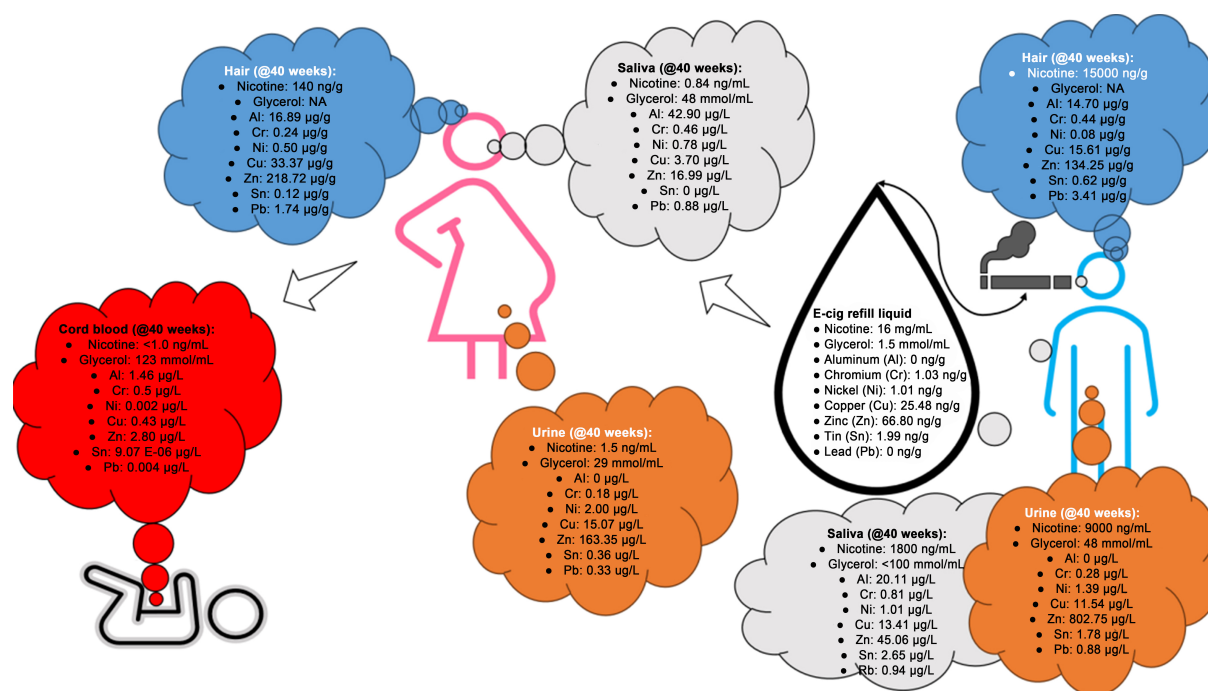 Hair (@40 weeks):
● Nicotine: 140 ng/g
● Glycerol: NA
● Al: 16.89 µg/g
● Cr: 0.24 µg/g
● Ni: 0.50 µg/g
● Cu: 33.37 µg/g
● Zn: 218.72 µg/g
● Sn: 0.12 µg/g
● Pb: 1.74 µg/g
Saliva (@40 weeks):
● Nicotine: 0.84 ng/mL
● Glycerol: 48 mmol/mL
● Al: 42.90 µg/L
● Cr: 0.46 µg/L
● Ni: 0.78 µg/L
● Cu: 3.70 µg/L
● Zn: 16.99 µg/L
● Sn: 0 µg/L
● Pb: 0.88 µg/L
Hair (@40 weeks):
● Nicotine: 15000 ng/g
● Glycerol: NA
● Al: 14.70 µg/g
● Cr: 0.44 µg/g
● Ni: 0.08 µg/g
● Cu: 15.61 µg/g
● Zn: 134.25 µg/g
● Sn: 0.62 µg/g
● Pb: 3.41 µg/g
Cord blood (@40 weeks):
● Nicotine: <1.0 ng/mL
● Glycerol: 123 mmol/mL
● Al: 1.46 µg/L
● Cr: 0.5 µg/L
● Ni: 0.002 µg/L
● Cu: 0.43 µg/L
● Zn: 2.80 µg/L
● Sn: 9.07 E-06 µg/L
● Pb: 0.004 µg/L
E-cig refill liquid
● Nicotine: 16 mg/mL
● Glycerol: 1.5 mmol/mL
● Aluminum (Al): 0 ng/g
● Chromium (Cr): 1.03 ng/g
● Nickel (Ni): 1.01 ng/g
● Copper (Cu): 25.48 ng/g
● Zinc (Zn): 66.80 ng/g
● Tin (Sn): 1.99 ng/g
● Lead (Pb): 0 ng/g
Urine (@40 weeks):
● Nicotine: 1.5 ng/mL
● Glycerol: 29 mmol/mL
● Al: 0 µg/L
● Cr: 0.18 µg/L
● Ni: 2.00 µg/L
● Cu: 15.07 µg/L
● Zn: 163.35 µg/L
● Sn: 0.36 ug/L
● Pb: 0.33 ug/L
Saliva (@40 weeks):
● Nicotine: 1800 ng/mL
● Glycerol: <100 mmol/mL
● Al: 20.11 µg/L
● Cr: 0.81 µg/L
● Ni: 1.01 µg/L
● Cu: 13.41 µg/L
● Zn: 45.06 µg/L
● Sn: 2.65 µg/L
● Rb: 0.94 µg/L
Urine (@40 weeks):
● Nicotine: 9000 ng/mL
● Glycerol: 48 mmol/mL
● Al: 0 µg/L
● Cr: 0.28 µg/L
● Ni: 1.39 µg/L
● Cu: 11.54 µg/L
● Zn: 802.75 µg/L
● Sn: 1.78 µg/L
● Pb: 0.88 µg/L